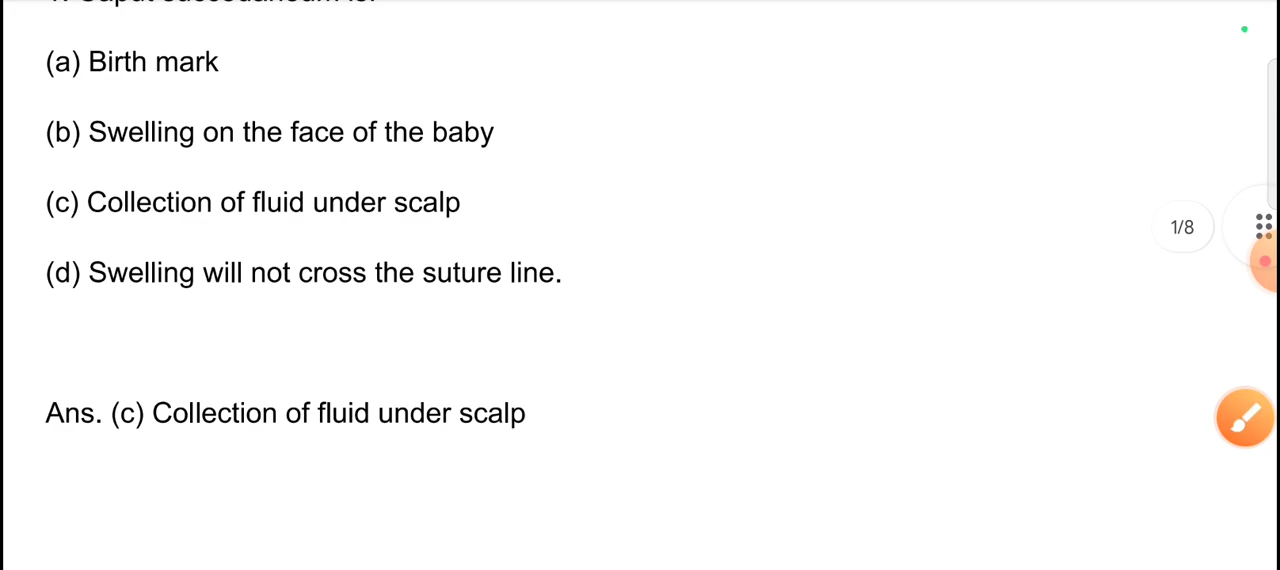 (a) Birth mark
(b) Swelling on the face of the baby
(c) Collection of fluid under scalp
1/8
(d) Swelling will not cross the suture line.
Ans. (c) Collection of fluid under scalp